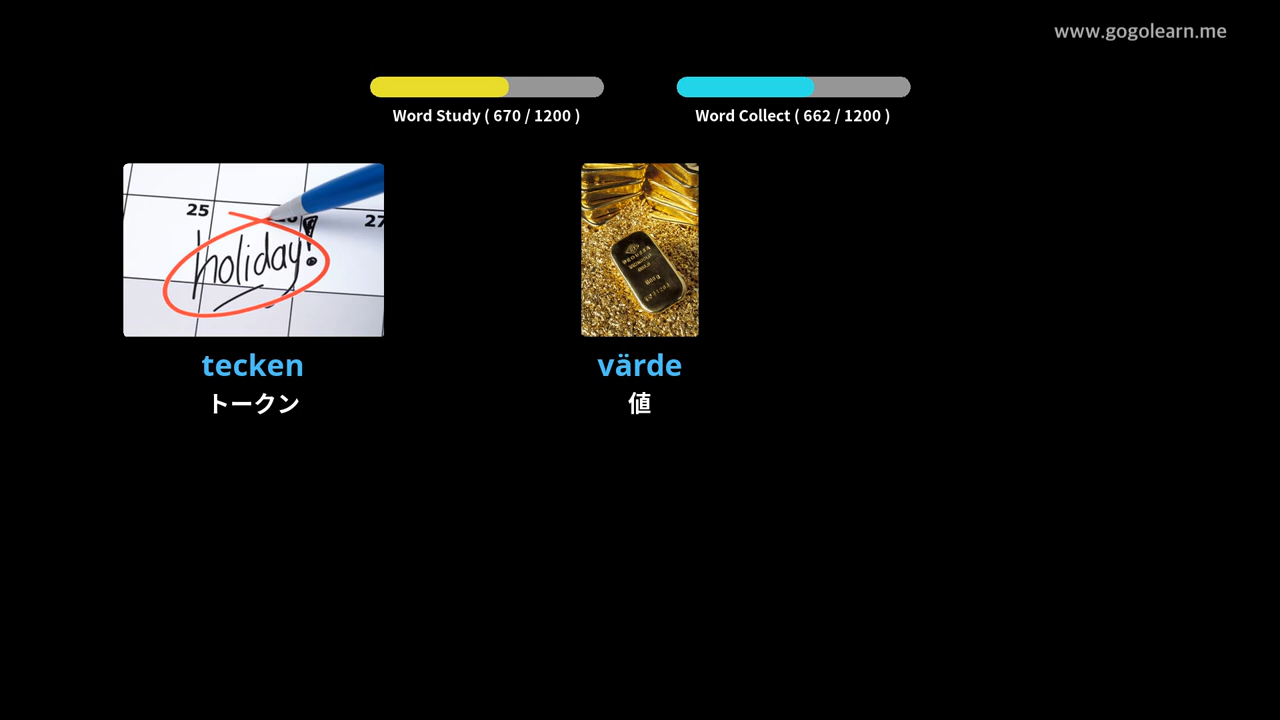 www.gogolearn.me
Word Study ( 670 / 1200 )
Word Collect ( 662 / 1200 )
25
27
holiday!
tecken
トークン
värde
値